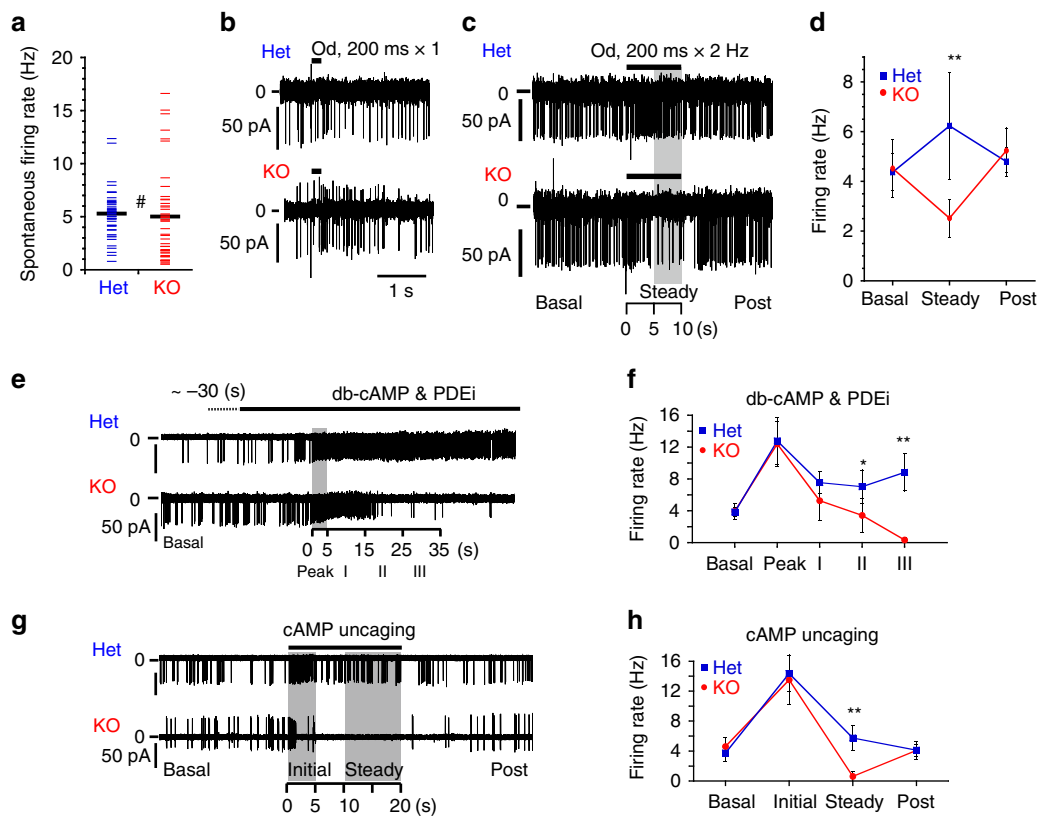 a
Spontaneous firing rate (Hz)
20
15
10
5
0
#
Het KO
b
Het Od, 200 ms × 1
0
50 pA
KO
0
50 pA
1 s
c
Het
Od, 200 ms × 2 Hz
0
50 pA
KO
0
50 pA
Basal Steady Post
0 5 10 (s)
d
Firing rate (Hz)
8
6
4
2
0
Het
KO
**
Basal Steady Post
e
~ −30 (s) db-cAMP & PDEi
Het
0
KO
0
50 pA
Basal
0 5 15 25 35 (s)
Peak I II III
f
db-cAMP & PDEi
Firing rate (Hz)
16
12
8
4
0
Het
KO
* **
Basal Peak I II III
g
cAMP uncaging
Het
0
KO
0
50 pA
Basal Initial Steady Post
0 5 10 20 (s)
h
cAMP uncaging
Firing rate (Hz)
16
12
8
4
0
Het
KO
**
Basal Initial Steady Post